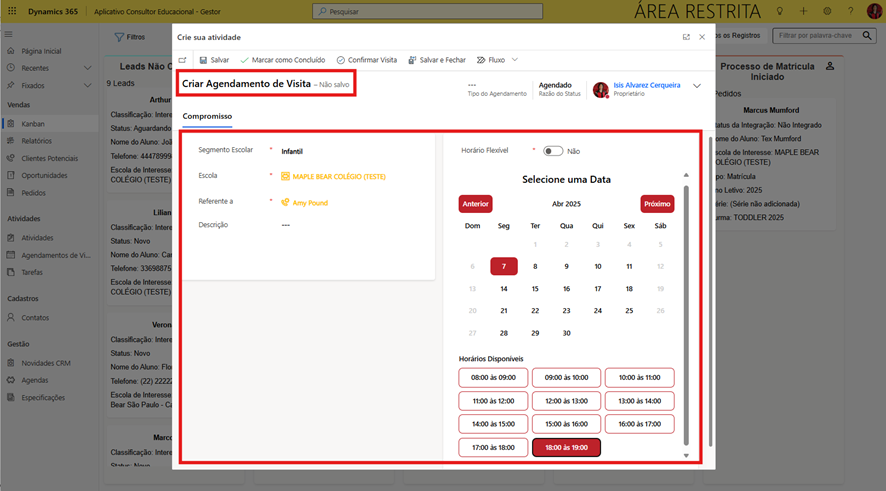 Dynamics 365 Aplicativo Consultor Educacional - Gestor Pesquisar ÁREA RESTRITA
Crie sua atividade
Filtros os Registros Filtrar por palavra-chave
Salvar Marcar como Concluído Confirmar Visita Salvar e Fechar Fluxo
Criar Agendamento de Visita – Não salvo
--- Tipo do Agendamento
Agendado Razão do Status
Isis Alvarez Cerqueira Proprietário
Compromisso
Segmento Escolar * Infantil
Escola * MAPLE BEAR COLÉGIO (TESTE)
Referente a * Amy Pound
Descrição ---
Horário Flexível * Não
Selecione uma Data
Anterior Abr 2025 Próximo
Dom Seg Ter Qua Qui Sex Sáb
1 2 3 4 5
6 7 8 9 10 11 12
13 14 15 16 17 18 19
20 21 22 23 24 25 26
27 28 29 30
Horários Disponíveis
08:00 às 09:00 09:00 às 10:00 10:00 às 11:00
11:00 às 12:00 12:00 às 13:00 13:00 às 14:00
14:00 às 15:00 15:00 às 16:00 16:00 às 17:00
17:00 às 18:00 18:00 às 19:00
Página inicial
Recentes
Fixados
Vendas
Kanban
Relatórios
Clientes Potenciais
Oportunidades
Pedidos
Atividades
Atividades
Agendamentos de Vi...
Tarefas
Cadastros
Contatos
Gestão
Novidades CRM
Agendas
Especificações
Leads Não C
9 Leads
Arthur
Classificação: Intere
Status: Aguardando
Nome do Aluno: Joã
Telefone: 44478999
Escola de Interesse:
COLÉGIO (TESTE)
Lilian
Classificação: Intere
Status: Novo
Nome do Aluno: Car
Telefone: 33698875
Escola de Interesse:
COLÉGIO (TESTE)
Veron
Classificação: Intere
Status: Novo
Nome do Aluno: Flo
Telefone: (22) 22222
Escola de Interesse:
Bear São Paulo - Ca
Marco
Classificação: Intere
Status: Novo
Processo de Matrícula
Iniciado
Pedidos
Marcus Mumford
tatus da Integração: Não Integrado
ome do Aluno: Tex Mumford
scola de Interesse: MAPLE BEAR
OLÉGIO (TESTE)
ipo: Matrícula
no Letivo: 2025
érie: (Série não adicionada)
urma: TODDLER 2025